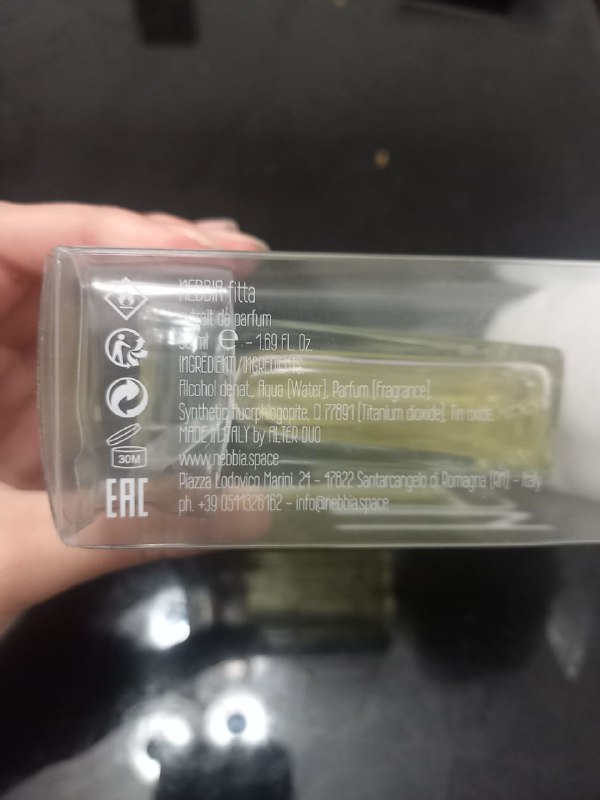 NEBBIA fitta
extrait de parfum
50 ml e - 1.69 fl. Oz.
INGREDIENTI/INGREDIENTS:
Alcohol denat., Aqua (Water), Parfum (Fragrance),
Synthetic fluorphlogopite, CI 77891 (Titanium dioxide), Tin oxide.
MADE IN ITALY by ALTER DUO
www.nebbia.space
Piazza Lodovico Marini, 21 - 47822 Santarcangelo di Romagna (RN) - Italy
ph. +39 0541326162 - info@nebbia.space
30M
EAC